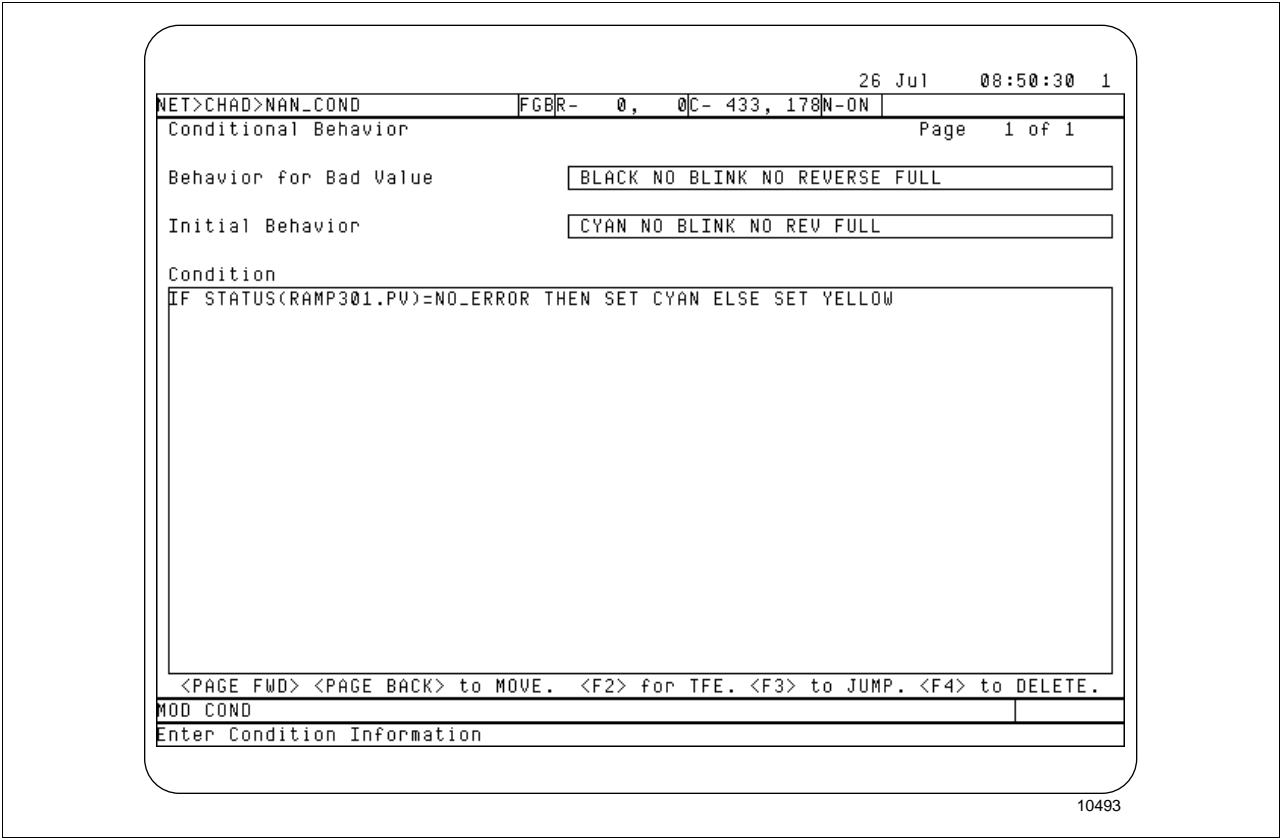 26 Jul 08:50:30 1
NET>CHAD>NAN_COND FGB R- 0, 0 C- 433, 178 N-ON
Conditional Behavior Page 1 of 1
Behavior for Bad Value BLACK NO BLINK NO REVERSE FULL
Initial Behavior CYAN NO BLINK NO REV FULL
Condition
IF STATUS(RAMP301.PV)=NO_ERROR THEN SET CYAN ELSE SET YELLOW
<PAGE FWD> <PAGE BACK> to MOVE. <F2> for TFE. <F3> to JUMP. <F4> to DELETE.
MOD COND
Enter Condition Information
10493